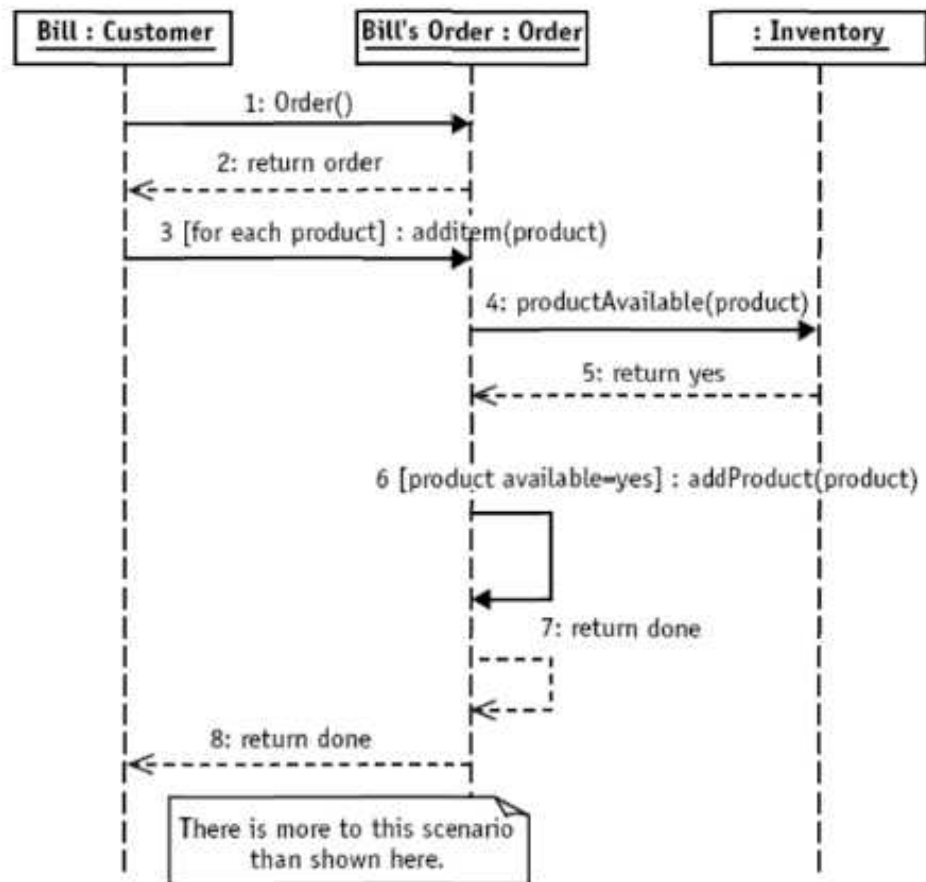 Bill : Customer
Bill's Order : Order
: Inventory
1: Order()
2: return order
3 [for each product] : additem(product)
4: productAvailable(product)
5: return yes
6 [product available=yes] : addProduct(product)
7: return done
8: return done
There is more to this scenario
than shown here.